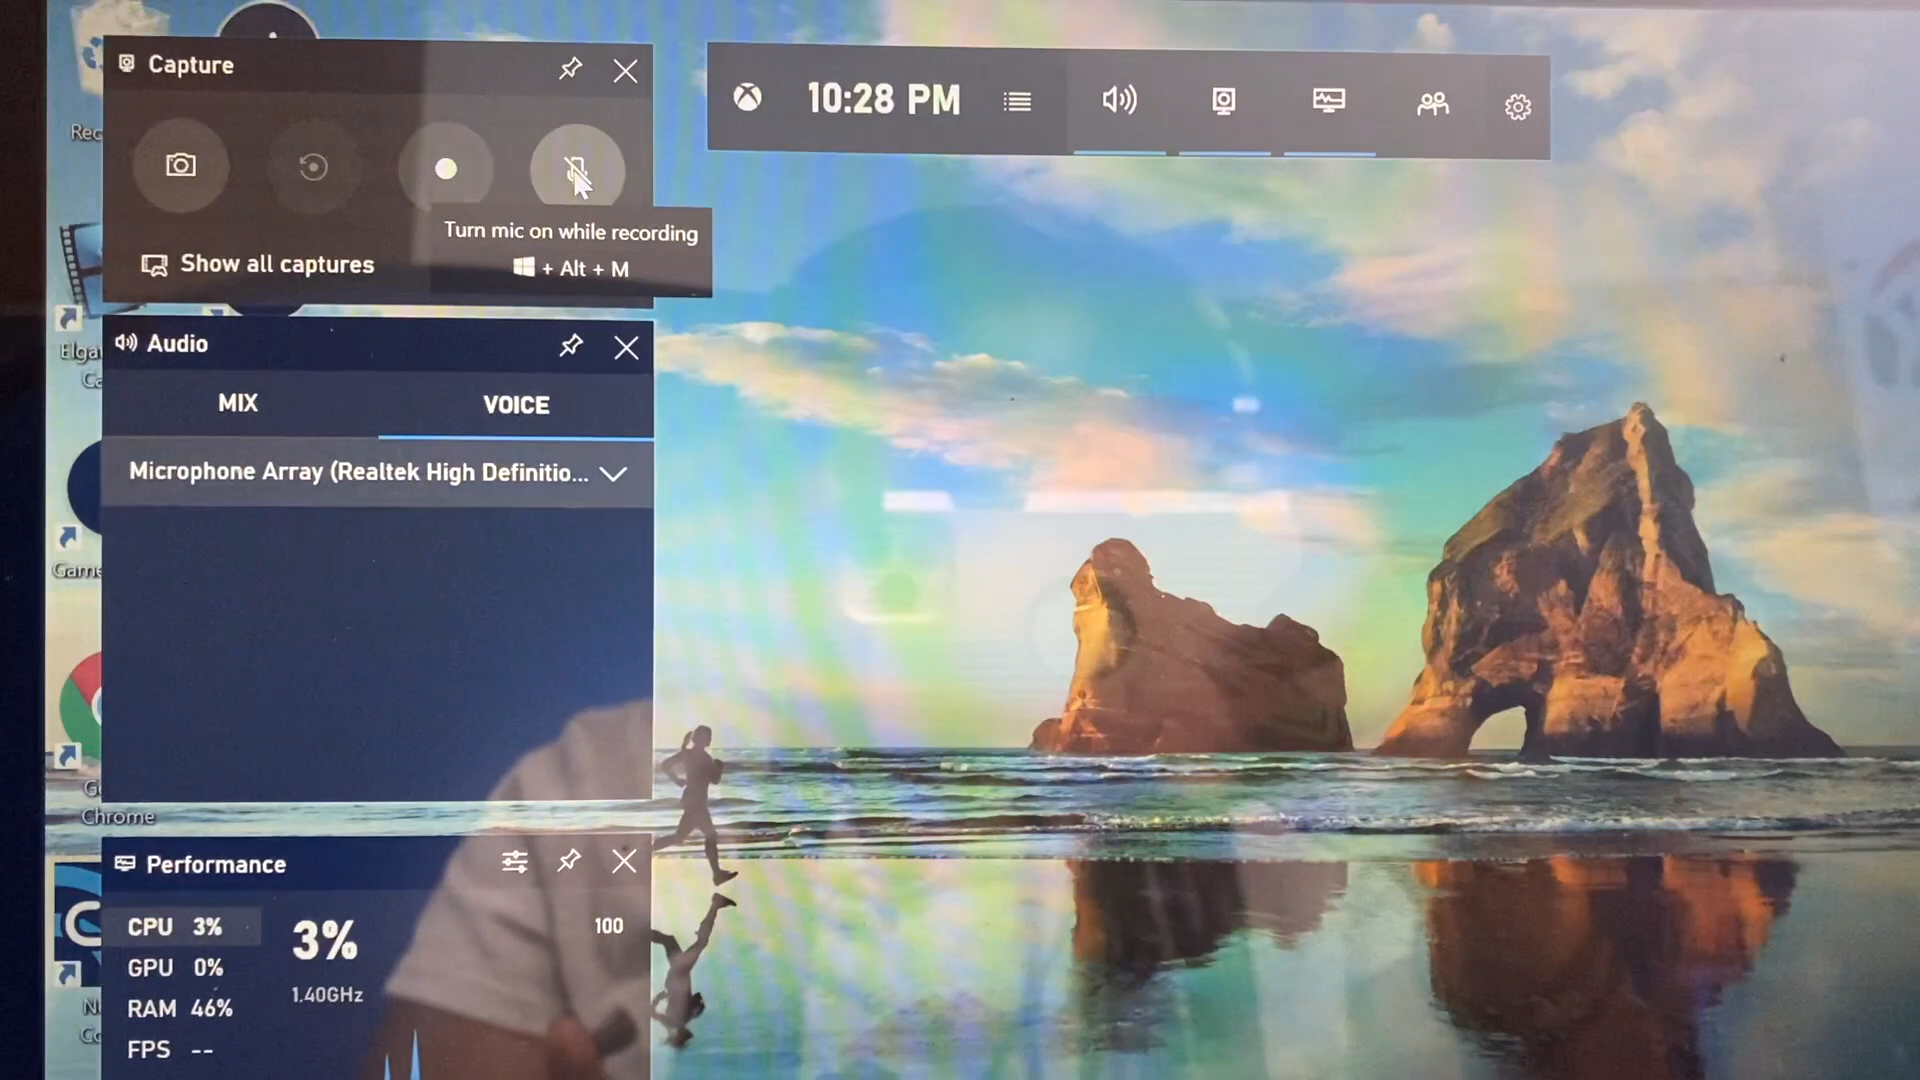 Capture
10:28 PM
Turn mic on while recording
+ Alt + M
Show all captures
Audio
MIX
VOICE
Microphone Array (Realtek High Definitio...
Chrome
Performance
CPU 3%
3%
100
GPU 0%
1.40GHz
RAM 46%
FPS --